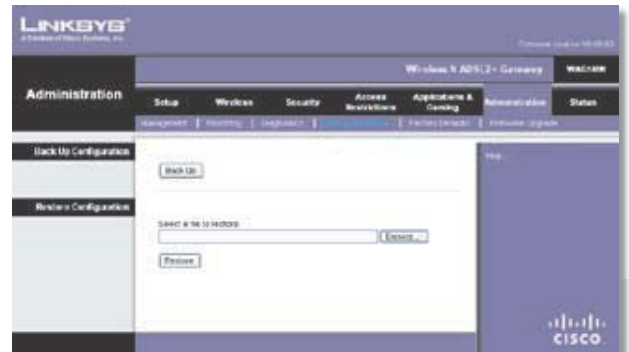 LINKSYS®
A Division of Cisco Systems, Inc.
Wireless-N ADSL2+ Gateway
Administration
Setup
Wireless
Security
Access Restrictions
Applications & Gaming
Administration
Status
Management
Reporting
Diagnostics
Factory Defaults
Firmware Upgrade
Back Up Configuration
Back Up
Help...
Restore Configuration
Select a file to restore:
Browse...
Restore
CISCO